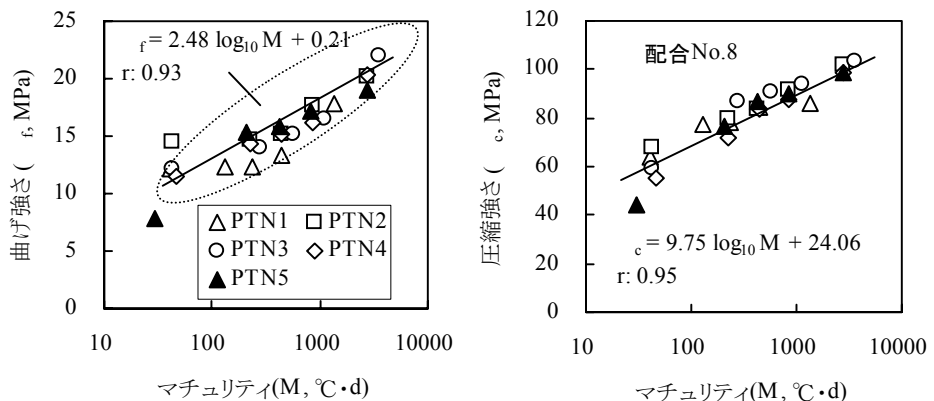 25
20
15
10
5
0
曲げ強さ ( f, MPa)
f = 2.48 log10 M + 0.21
r: 0.93
PTN1 PTN2
PTN3 PTN4
PTN5
10 100 1000 10000
マチュリティ(M, ℃・d)
120
100
80
60
40
20
0
圧縮強さ ( c, MPa)
配合No.8
c = 9.75 log10 M + 24.06
r: 0.95
10 100 1000 10000
マチュリティ(M, ℃・d)